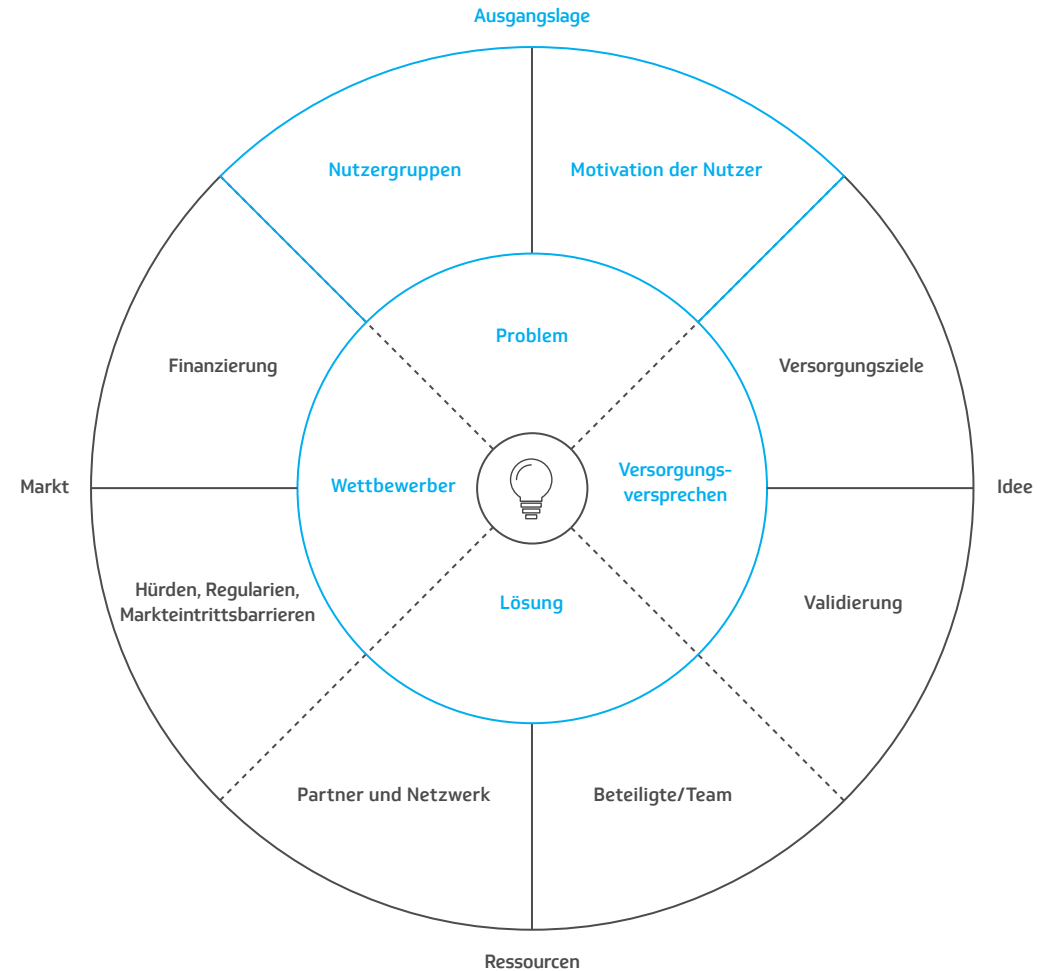 Ausgangslage
Nutzergruppen
Motivation der Nutzer
Problem
Finanzierung
Versorgungsziele
Markt
Wettbewerber
Versorgungs-
versprechen
Idee
Hürden, Regularien,
Markteintrittsbarrieren
Lösung
Validierung
Partner und Netzwerk
Beteiligte/Team
Ressourcen